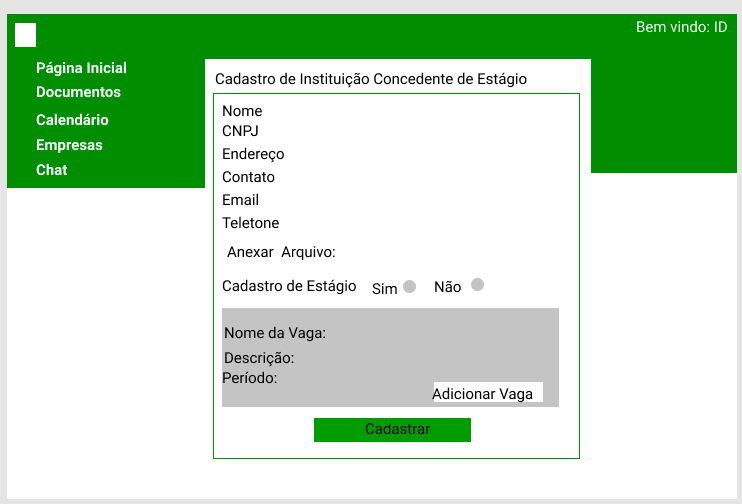 Bem vindo: ID
Página Inicial
Documentos
Calendário
Empresas
Chat
Cadastro de Instituição Concedente de Estágio
Nome
CNPJ
Endereço
Contato
Email
Teletone
Anexar Arquivo:
Cadastro de Estágio Sim Não
Nome da Vaga:
Descrição:
Período:
Adicionar Vaga
Cadastrar